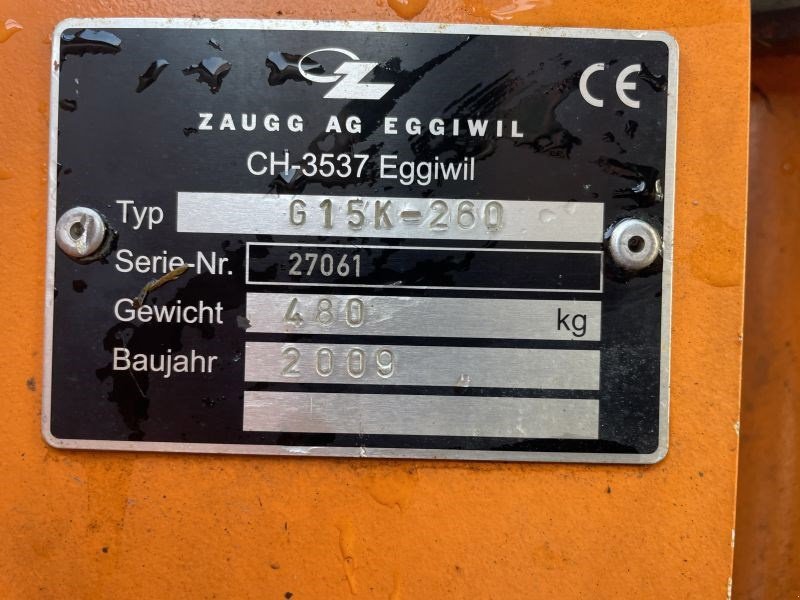 CE
ZAUGG AG EGGIWIL
CH-3537 Eggiwil
Typ G15K-260
Serie-Nr. 27061
Gewicht 480 kg
Baujahr 2009